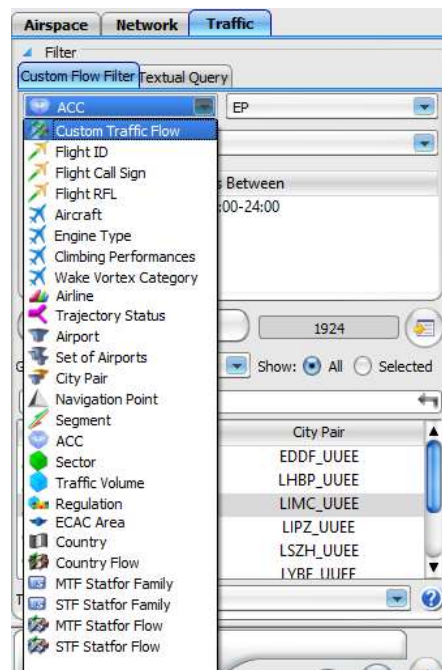 Airspace Network Traffic
Filter
Custom Flow Filter Textual Query
ACC EP
Custom Traffic Flow
Flight ID
Flight Call Sign
Flight RFL
Aircraft
Engine Type
Climbing Performances
Wake Vortex Category
Airline
Trajectory Status
Airport
Set of Airports
City Pair
Navigation Point
Segment
ACC
Sector
Traffic Volume
Regulation
ECAC Area
Country
Country Flow
MTF Statfor Family
STF Statfor Family
MTF Statfor Flow
STF Statfor Flow
Between
:00-24:00
1924
Show: All Selected
City Pair
EDDF_UUEE
LHBP_UUEE
LIMC_UUEE
LIPZ_UUEE
LSZH_UUEE
LYBE_UUEE